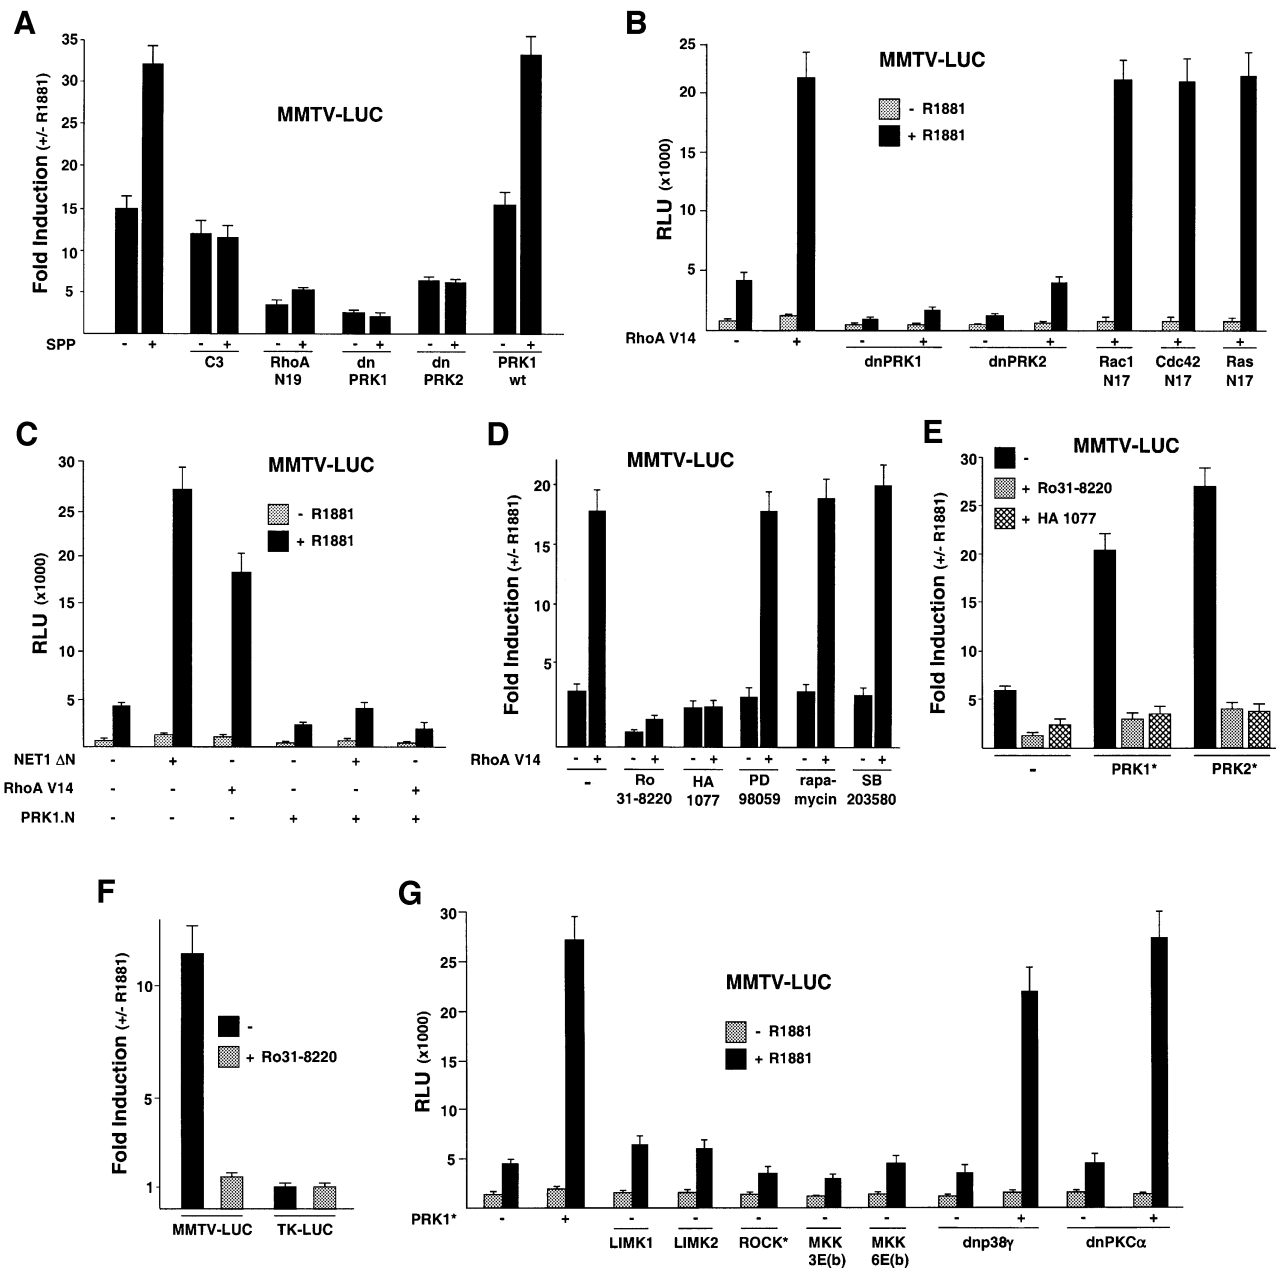 A
MMTV-LUC
Fold Induction (+/- R1881)
35
30
25
20
15
10
5
SPP - + - + - + - + - + - +
C3 RhoA dn dn PRK1
N19 PRK1 PRK2 wt
B
MMTV-LUC
- R1881
+ R1881
RLU (x1000)
25
20
15
10
5
RhoA V14 - + - + - + + + +
dnPRK1 dnPRK2 Rac1 Cdc42 Ras
N17 N17 N17
C
MMTV-LUC
- R1881
+ R1881
RLU (x1000)
30
25
20
15
10
5
NET1 ΔN - + - - + -
RhoA V14 - - + - - +
PRK1.N - - - + + +
D
MMTV-LUC
Fold Induction (+/- R1881)
20
15
10
5
RhoA V14 - + - + - + - + - + - +
- Ro HA PD rapa- SB
31-8220 1077 98059 mycin 203580
E
MMTV-LUC
-
+ Ro31-8220
+ HA 1077
Fold Induction (+/- R1881)
30
25
20
15
10
5
- PRK1* PRK2*
F
Fold Induction (+/- R1881)
10
5
1
-
+ Ro31-8220
MMTV-LUC TK-LUC
G
MMTV-LUC
- R1881
+ R1881
RLU (x1000)
30
25
20
15
10
5
PRK1* - + - - - - - - + - +
LIMK1 LIMK2 ROCK* MKK MKK dnp38γ dnPKCα
3E(b) 6E(b)